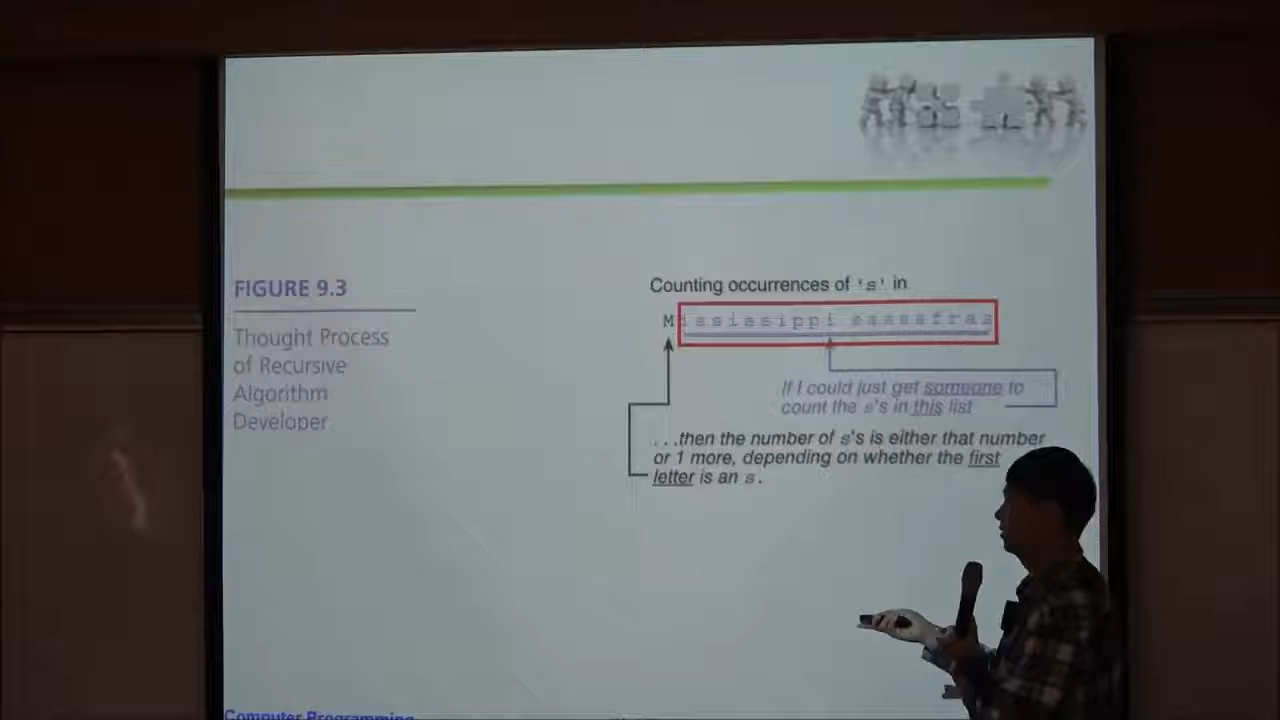 FIGURE 9.3
Thought Process
of Recursive
Algorithm
Developer
Counting occurrences of 's' in
Mississippi sassafras
If I could just get someone to
count the s's in this list
...then the number of s's is either that number
or 1 more, depending on whether the first
letter is an s.
Computer Programming